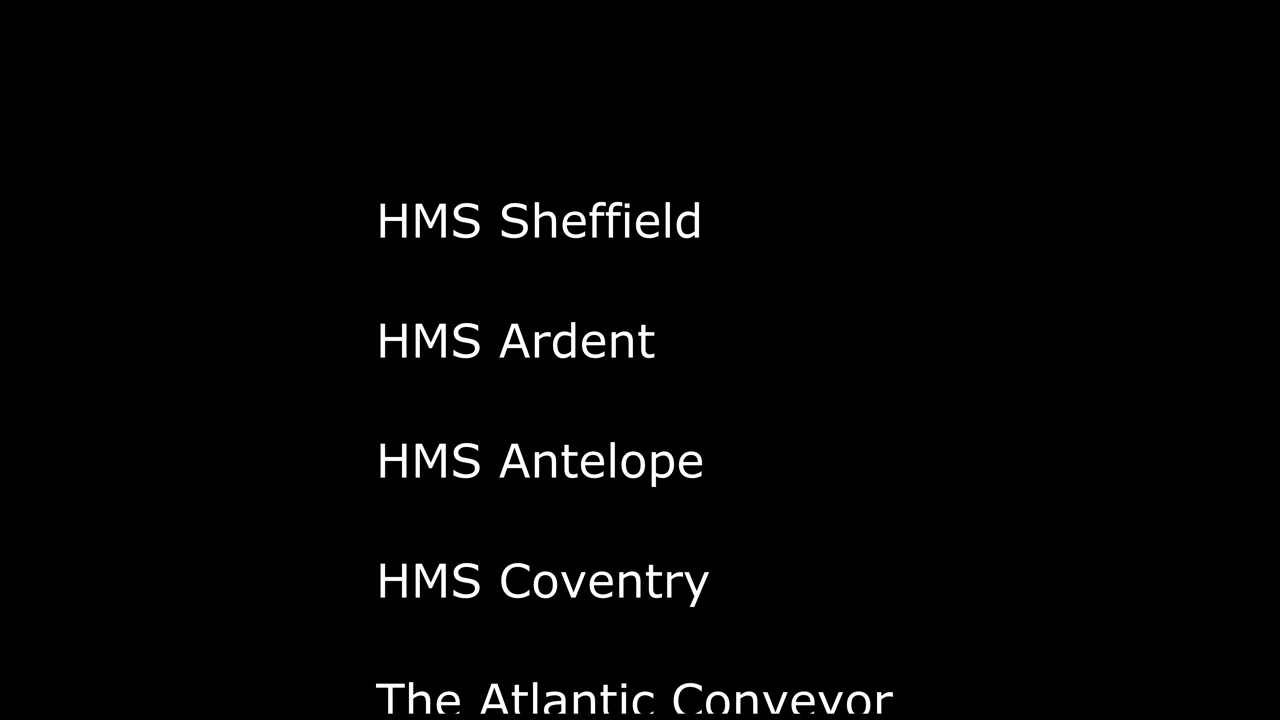 HMS Sheffield
HMS Ardent
HMS Antelope
HMS Coventry
The Atlantic Conveyor